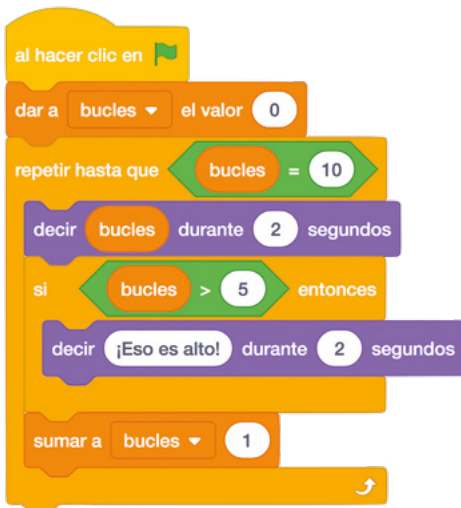 al hacer clic en
dar a bucles el valor 0
repetir hasta que bucles = 10
decir bucles durante 2 segundos
si bucles > 5 entonces
decir ¡Eso es alto! durante 2 segundos
sumar a bucles 1